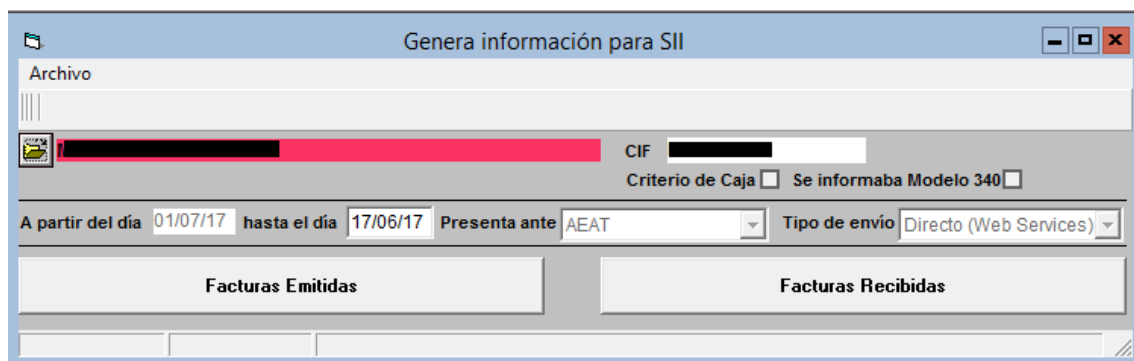 Genera información para SII
Archivo
CIF
Criterio de Caja Se informaba Modelo 340
A partir del día 01/07/17 hasta el día 17/06/17 Presenta ante AEAT Tipo de envío Directo (Web Services)
Facturas Emitidas Facturas Recibidas